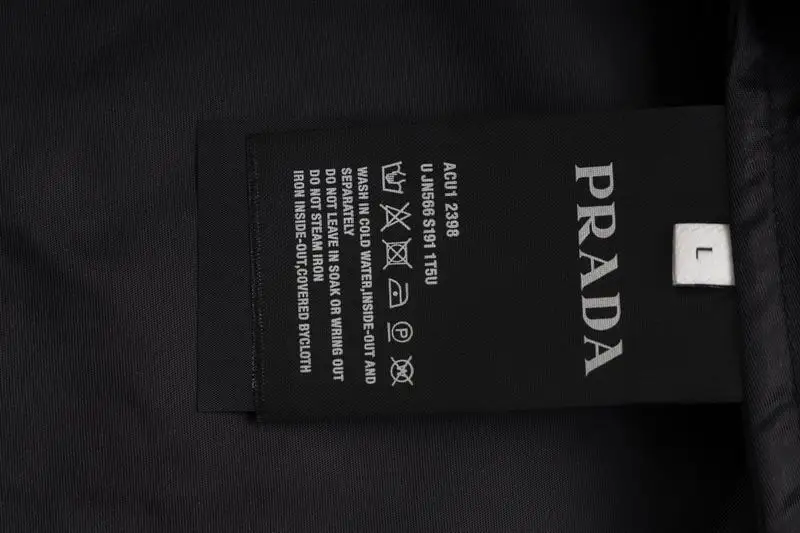 PRADA
L
ACU1 2398
UJN566 S191 1T5U
P
W
WASH IN COLD WATER,INSIDE-OUT AND
SEPARATELY
DO NOT LEAVE IN SOAK OR WRING OUT
DO NOT STEAM IRON
IRON INSIDE-OUT,COVERED BYCLOTH